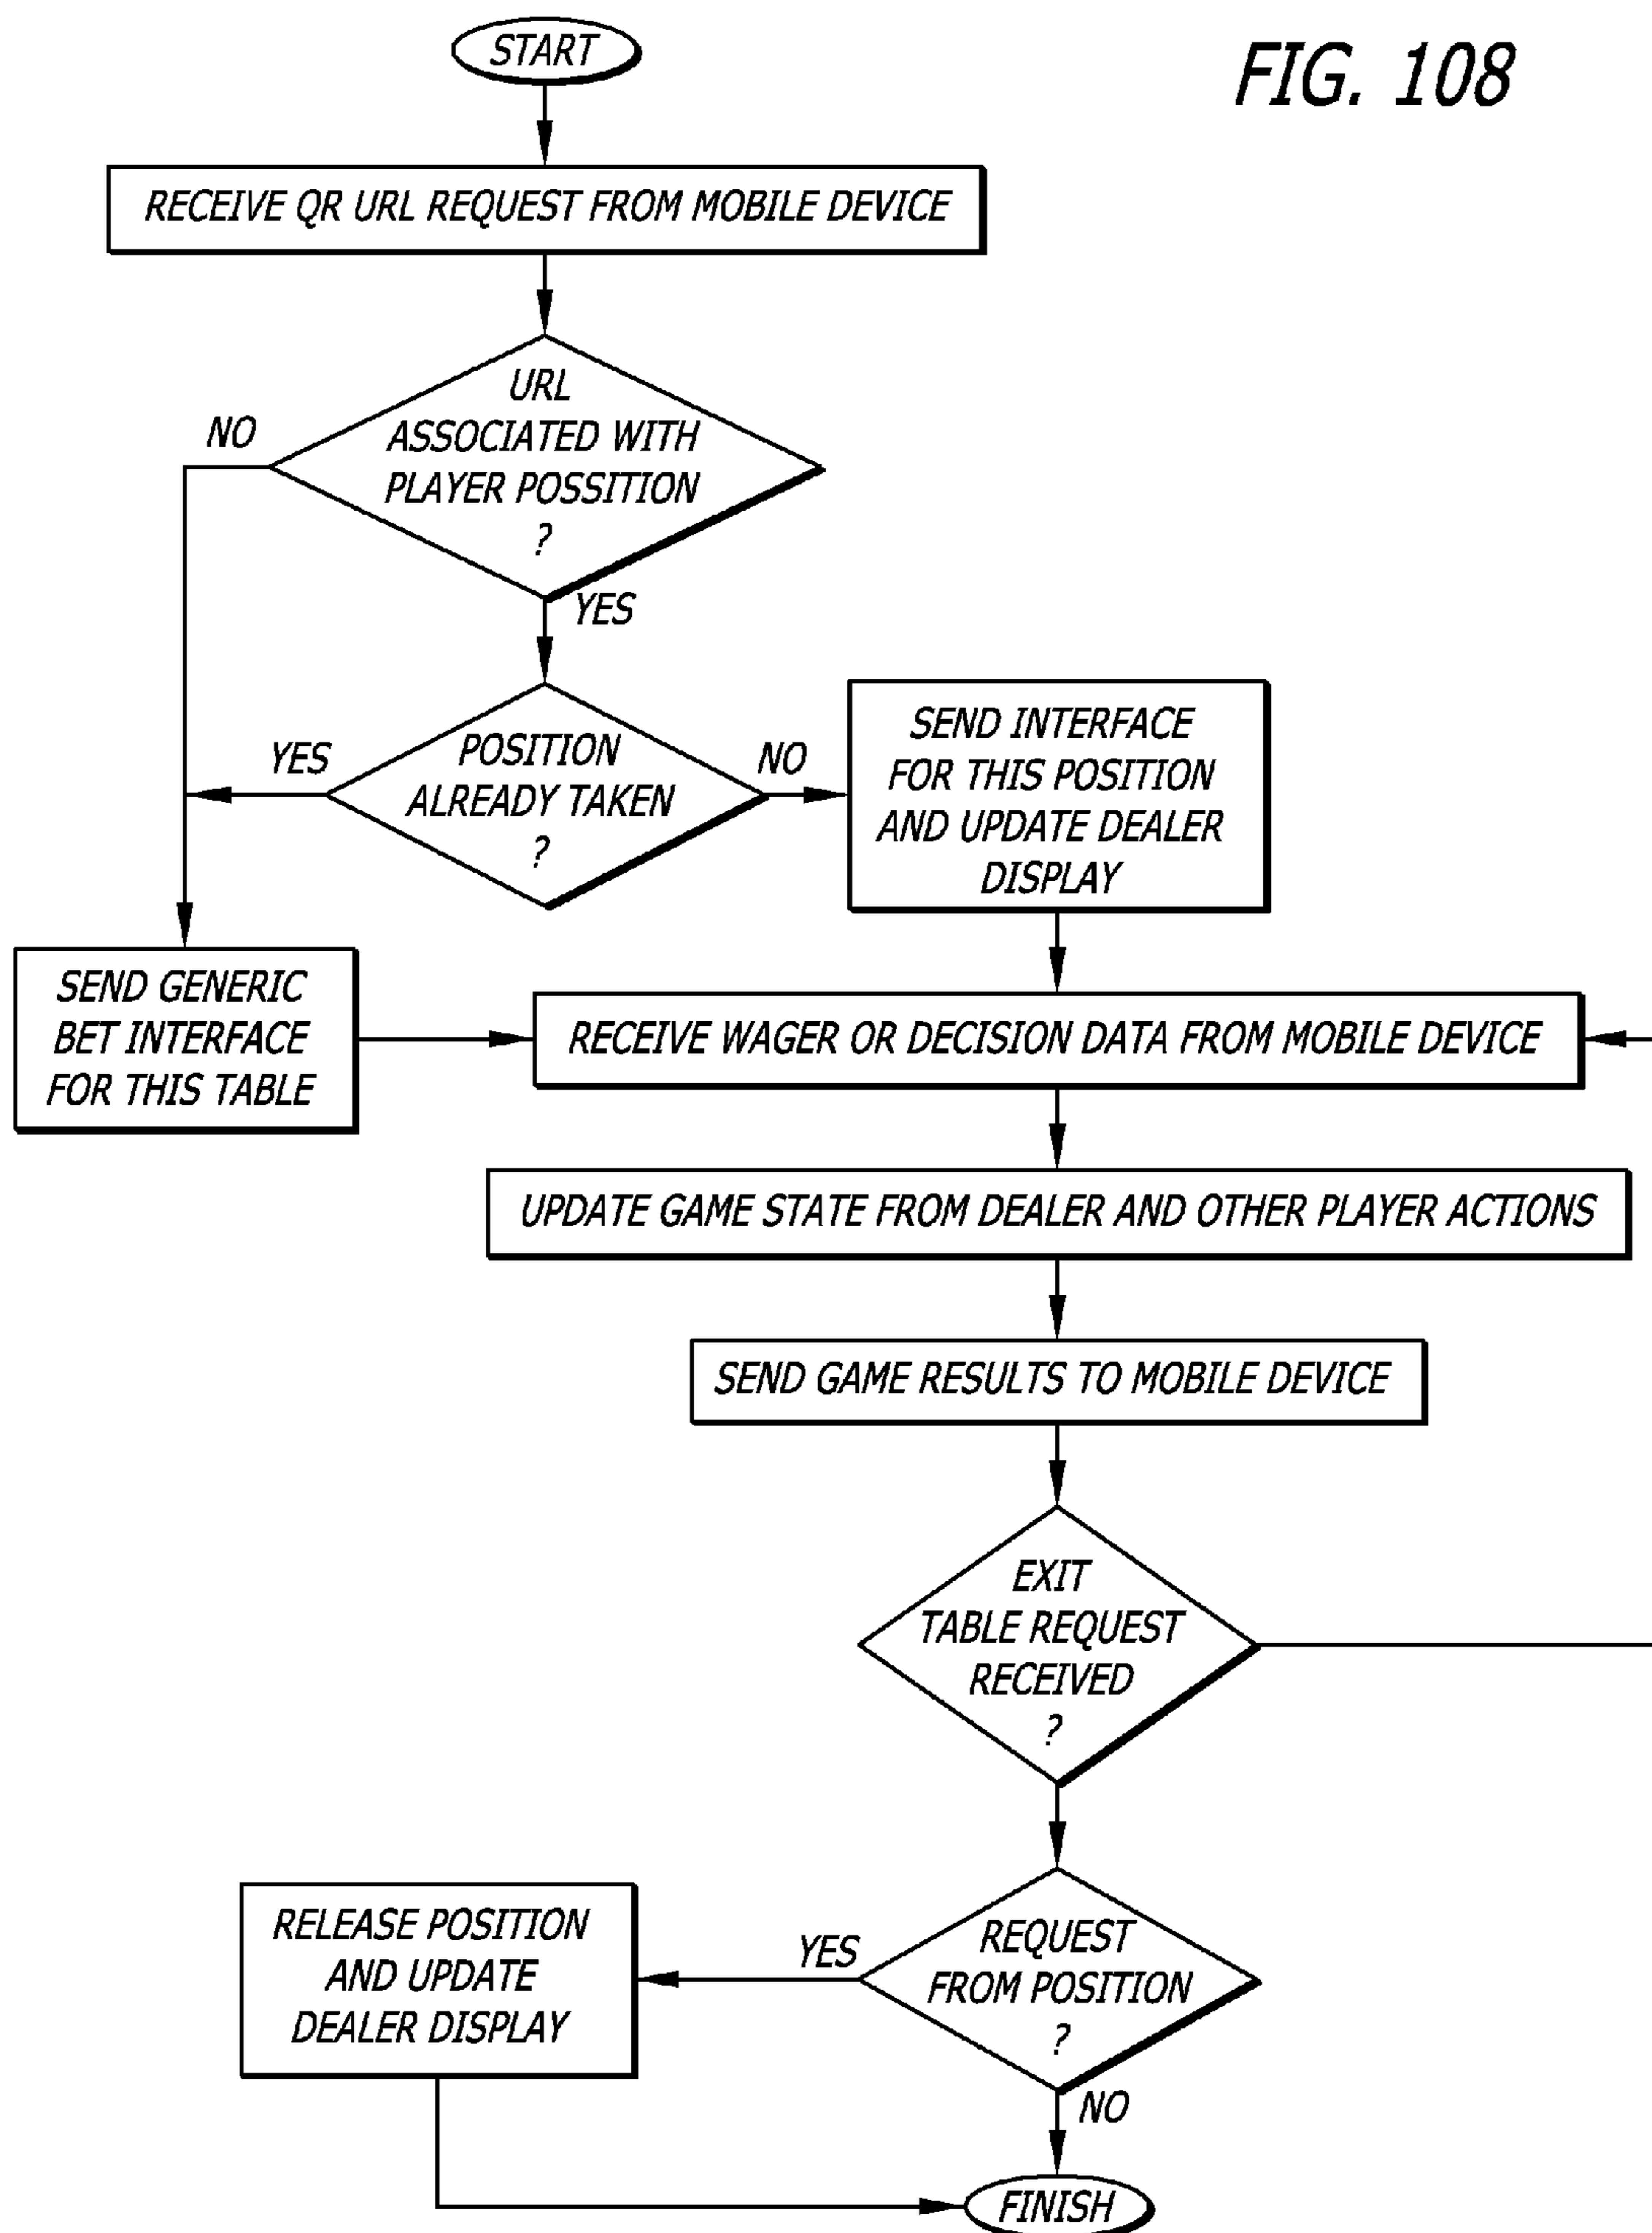 START
FIG. 108
RECEIVE QR URL REQUEST FROM MOBILE DEVICE
URL
ASSOCIATED WITH
PLAYER POSSITION
?
NO
YES
POSITION
ALREADY TAKEN
?
YES
NO
SEND INTERFACE
FOR THIS POSITION
AND UPDATE DEALER
DISPLAY
SEND GENERIC
BET INTERFACE
FOR THIS TABLE
RECEIVE WAGER OR DECISION DATA FROM MOBILE DEVICE
UPDATE GAME STATE FROM DEALER AND OTHER PLAYER ACTIONS
SEND GAME RESULTS TO MOBILE DEVICE
EXIT
TABLE REQUEST
RECEIVED
?
REQUEST
FROM POSITION
?
YES
NO
RELEASE POSITION
AND UPDATE
DEALER DISPLAY
FINISH